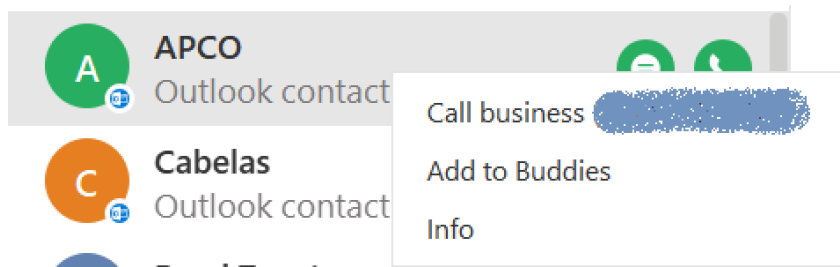 A
APCO
Outlook contact
Call business
Add to Buddies
Info
C
Cabelas
Outlook contact